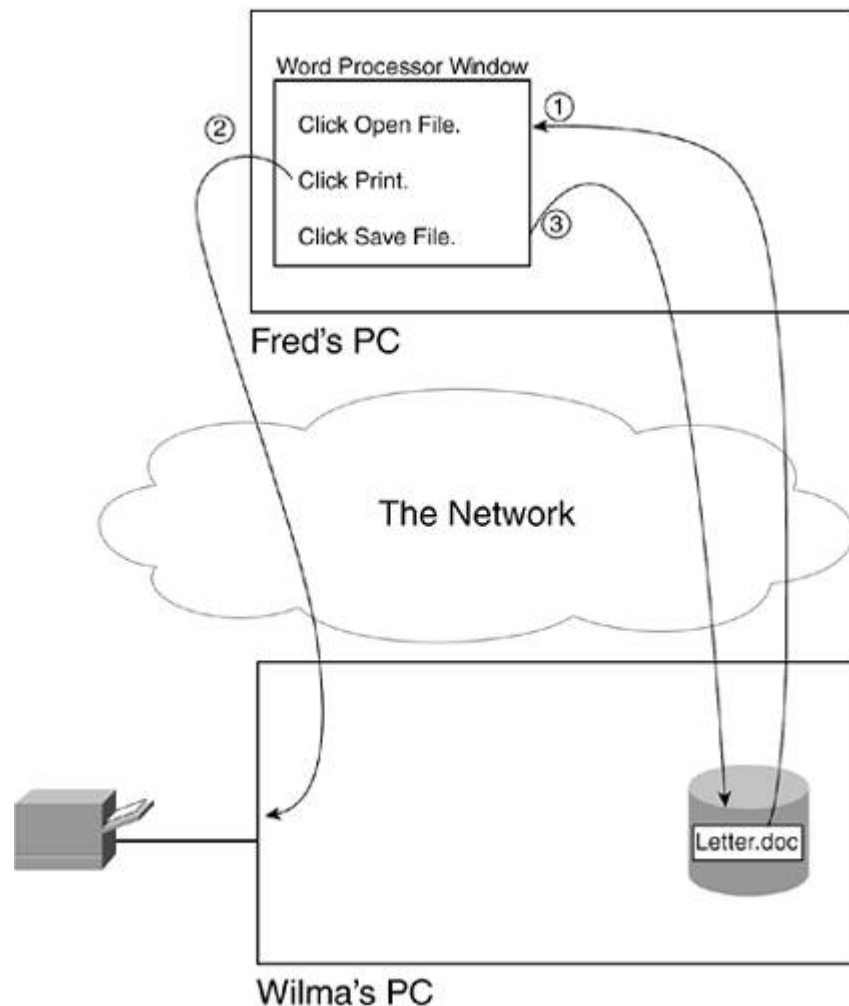 Word Processor Window
① 
②
Click Open File.
Click Print.
③
Click Save File.
Fred's PC
The Network
Letter.doc
Wilma's PC